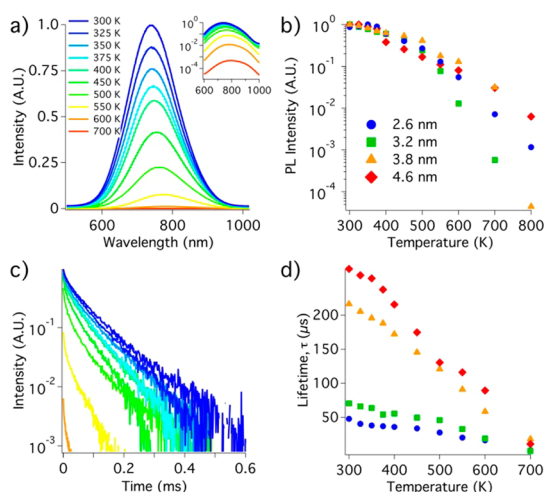 a)
300 K
325 K
350 K
375 K
400 K
450 K
500 K
550 K
600 K
700 K
1.0
0.75
0.5
0.25
0
Intensity (A.U.)
600
800
1000
Wavelength (nm)
10⁰
10⁻²
10⁻⁴
600 800 1000
b)
10⁰
10⁻¹
10⁻²
10⁻³
10⁻⁴
PL Intensity (A.U.)
2.6 nm
3.2 nm
3.8 nm
4.6 nm
300 400 500 600 700 800
Temperature (K)
c)
10⁻¹
10⁻²
10⁻³
Intensity (A.U.)
0 0.2 0.4 0.6
Time (ms)
d)
250
200
150
100
50
Lifetime, τ (μs)
300 400 500 600 700
Temperature (K)